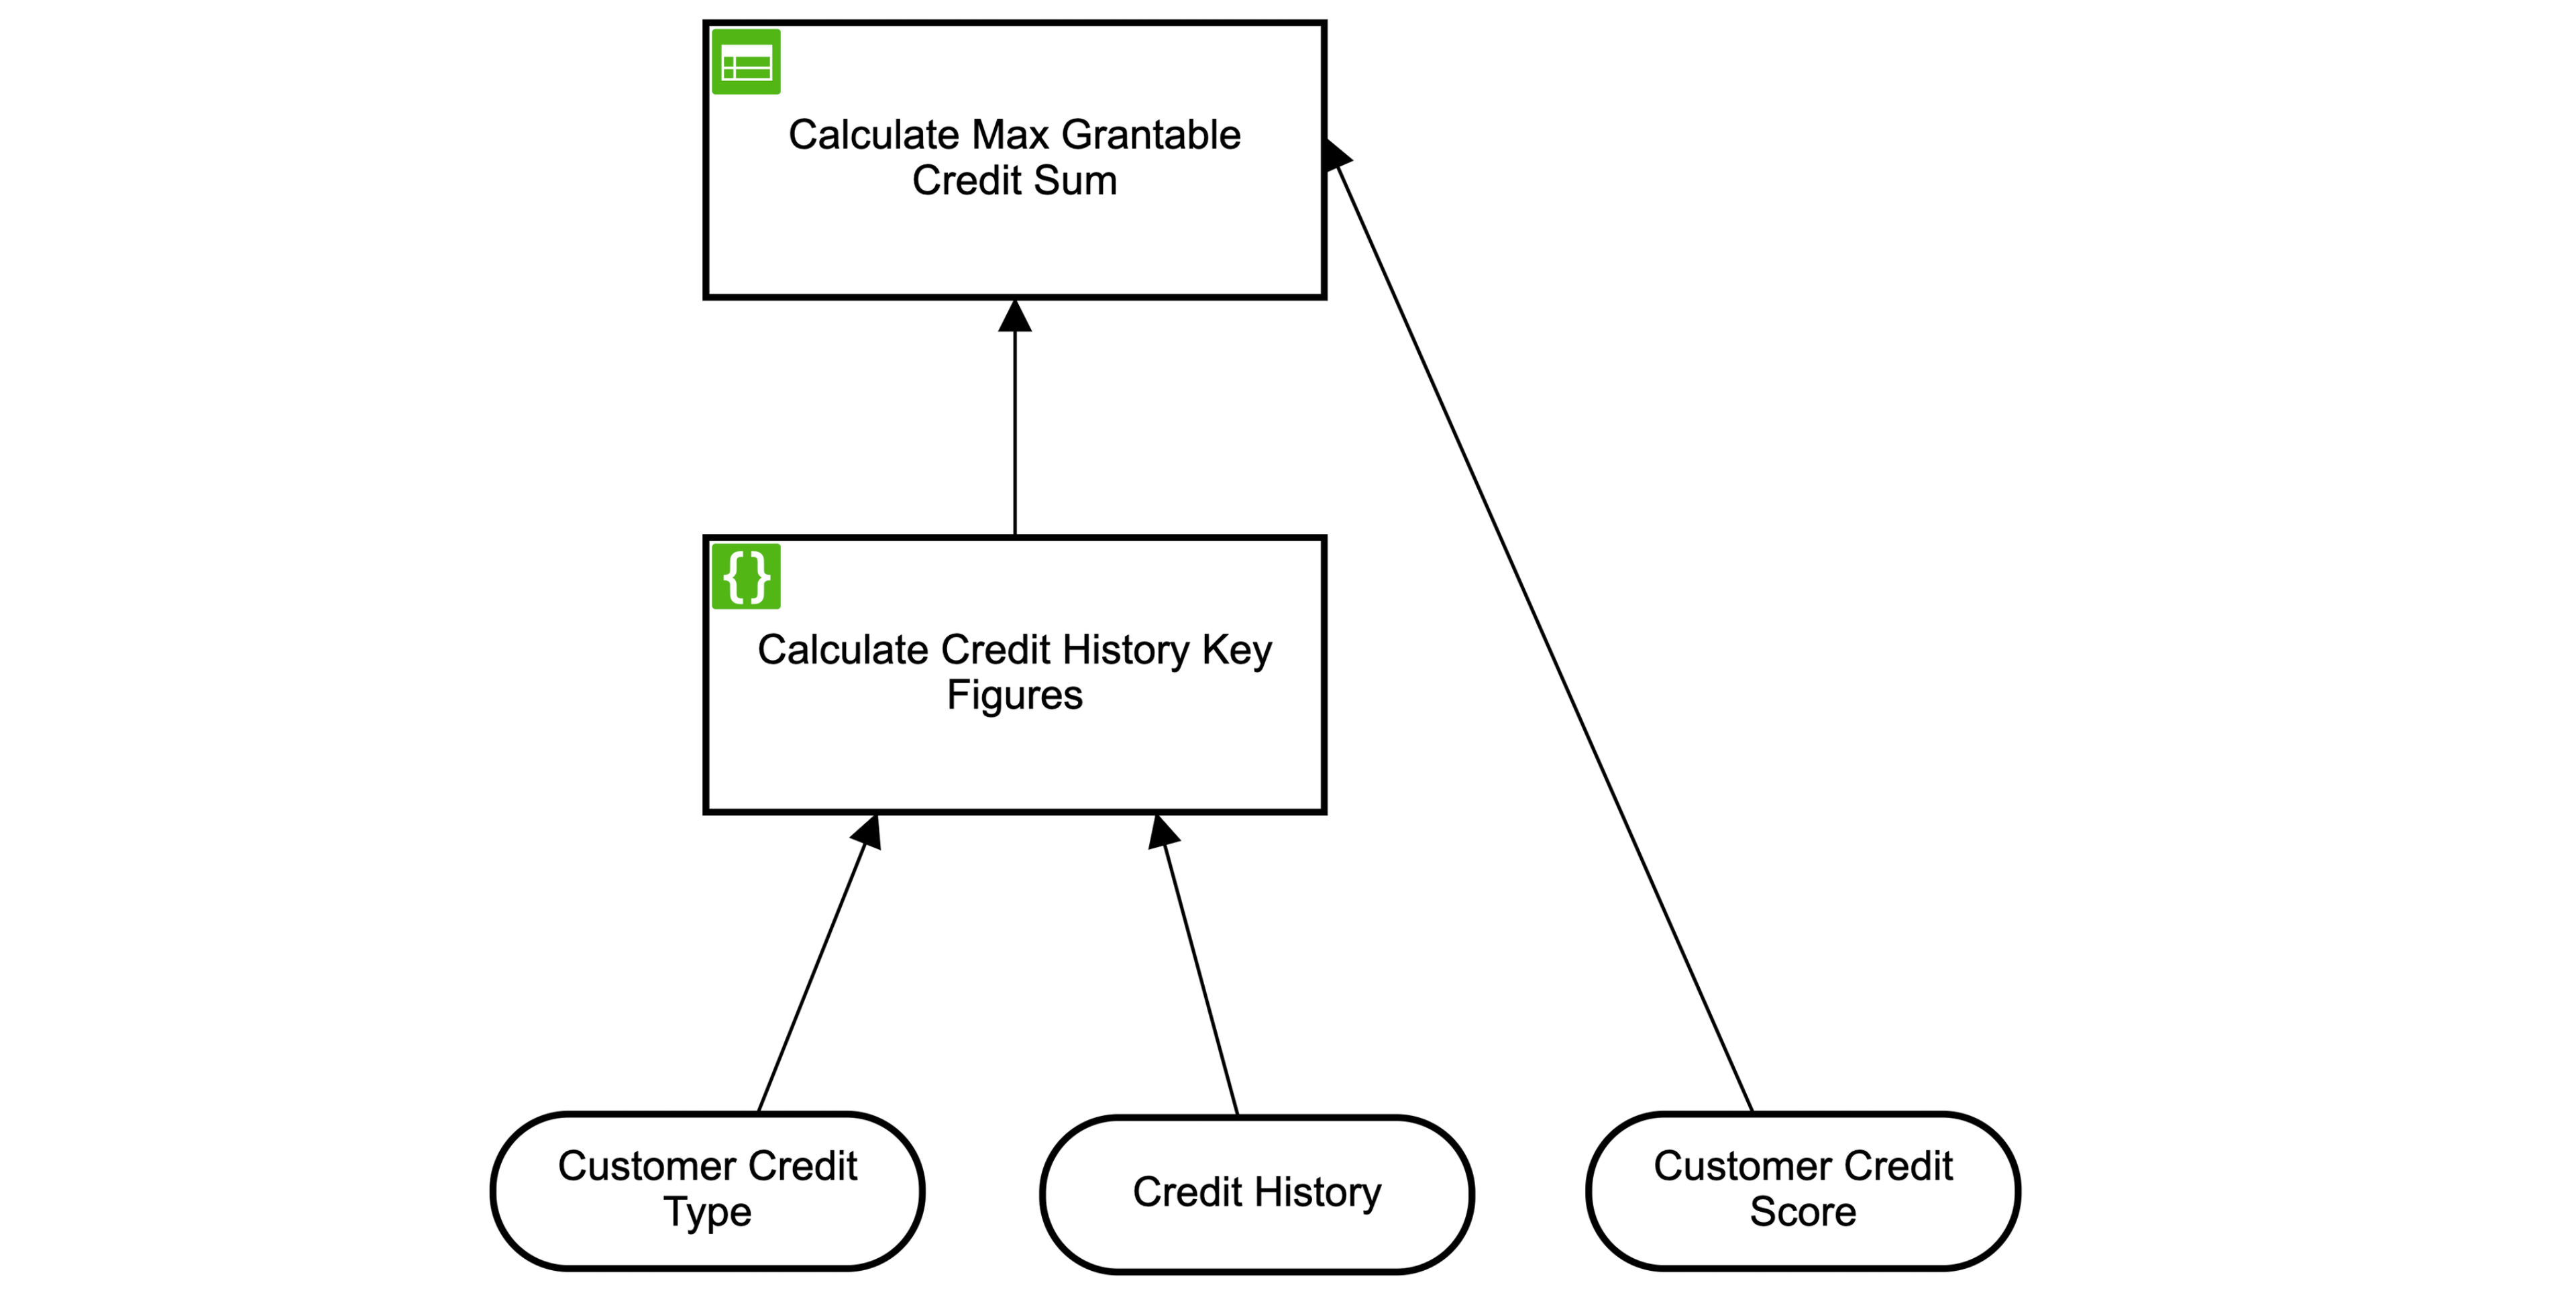 Calculate Max Grantable
Credit Sum
{}
Calculate Credit History Key
Figures
Customer Credit
Type
Credit History
Customer Credit
Score